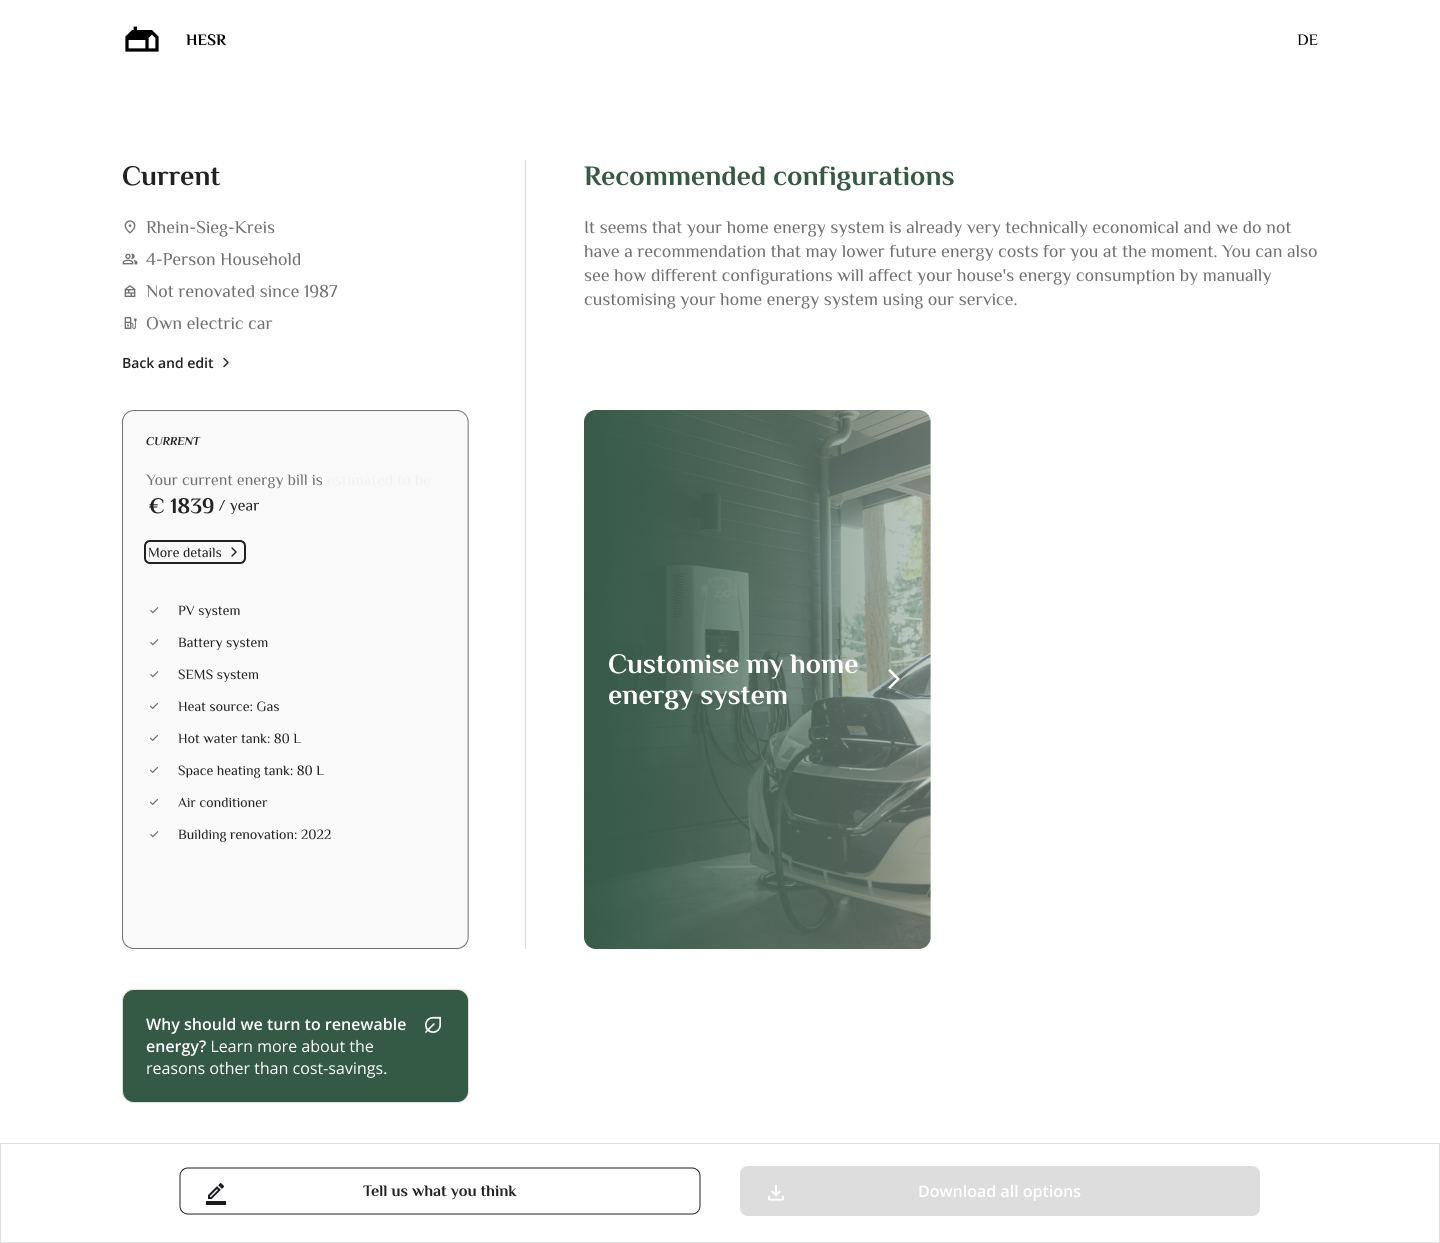 HESR
DE
Current
Rhein-Sieg-Kreis
4-Person Household
Not renovated since 1987
Own electric car
Back and edit
Recommended configurations
It seems that your home energy system is already very technically economical and we do not
have a recommendation that may lower future energy costs for you at the moment. You can also
see how different configurations will affect your house's energy consumption by manually
customising your home energy system using our service.
CURRENT
Your current energy bill is estimated to be
€ 1839 / year
More details
PV system
Battery system
SEMS system
Heat source: Gas
Hot water tank: 80 L
Space heating tank: 80 L
Air conditioner
Building renovation: 2022
Customise my home
energy system
Why should we turn to renewable
energy? Learn more about the
reasons other than cost-savings.
Tell us what you think
Download all options